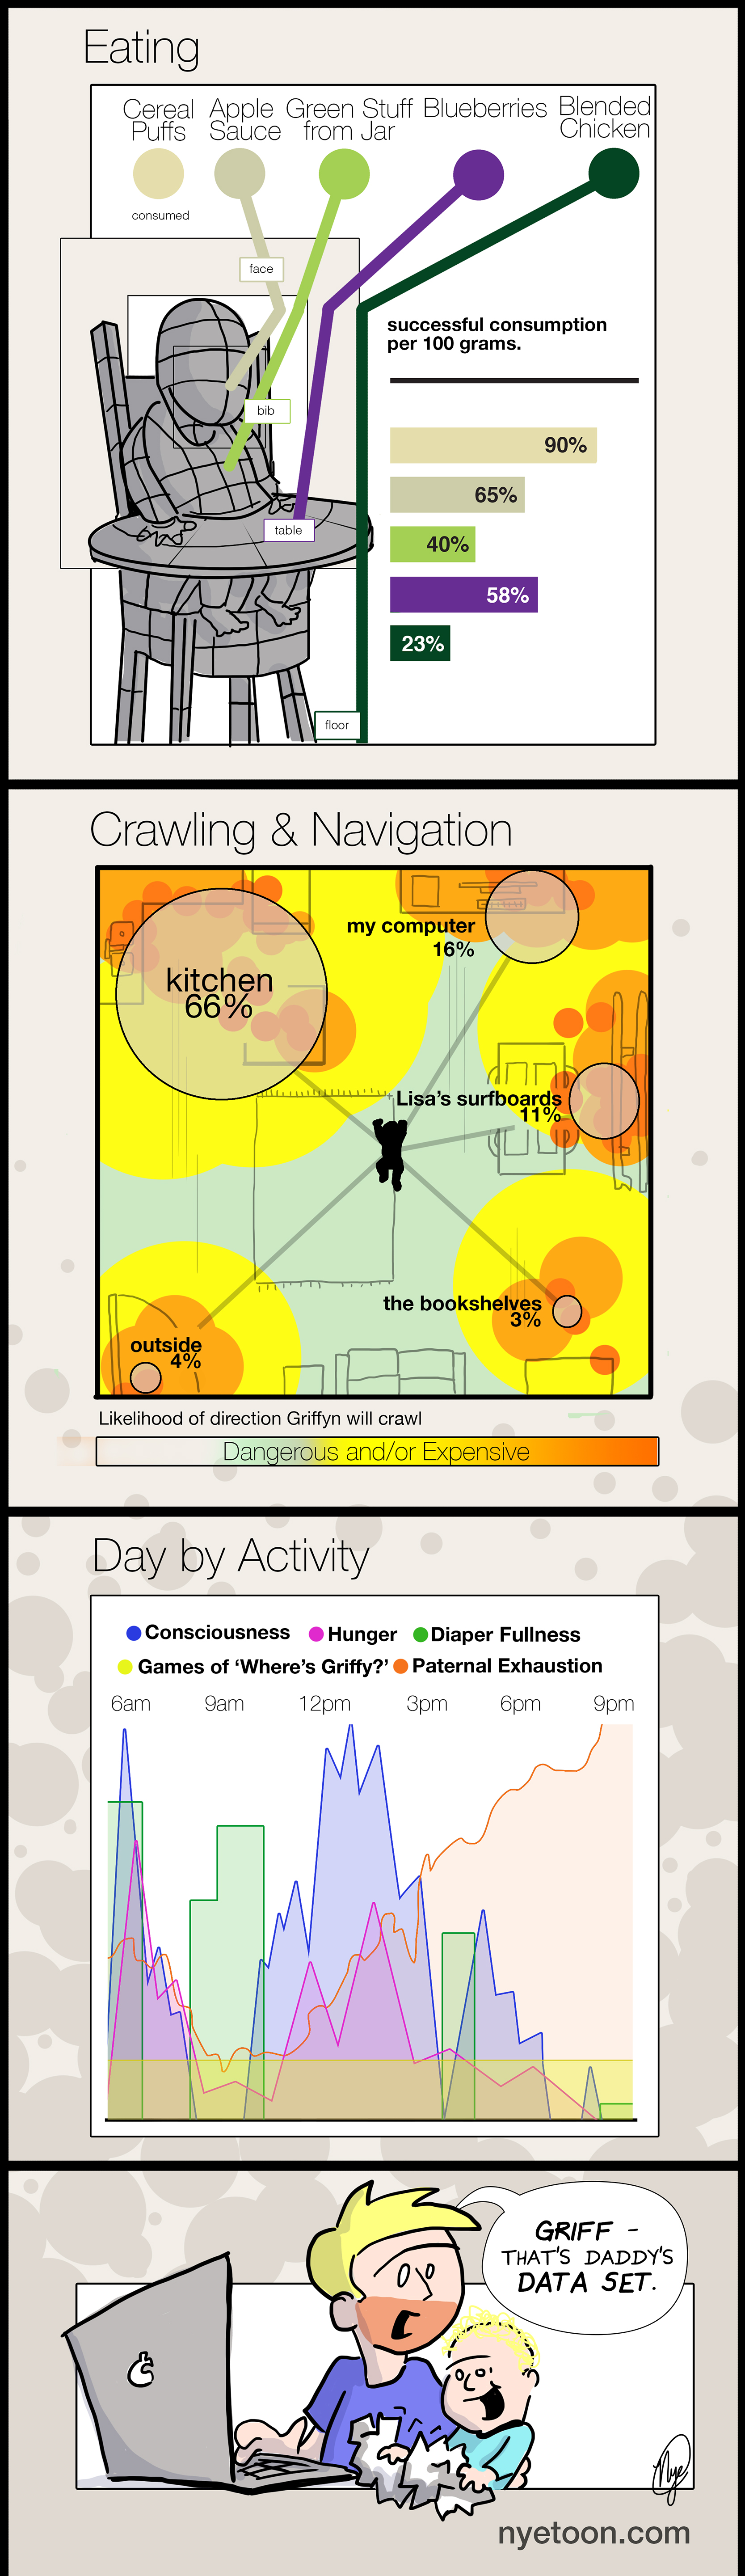 Eating
Cereal
Puffs
Apple
Sauce
Green Stuff
from Jar
Blueberries
Blended
Chicken
consumed
face
bib
table
floor
successful consumption
per 100 grams.
90%
65%
40%
58%
23%
Crawling & Navigation
kitchen
66%
my computer
16%
Lisa's surfboards
11%
the bookshelves
3%
outside
4%
Likelihood of direction Griffyn will crawl
Dangerous and/or Expensive
Day by Activity
Consciousness Hunger Diaper Fullness
Games of ‘Where's Griffy?’ Paternal Exhaustion
6am 9am 12pm 3pm 6pm 9pm
GRIFF -
THAT'S DADDY'S
DATA SET.
Nye
nyetoon.com